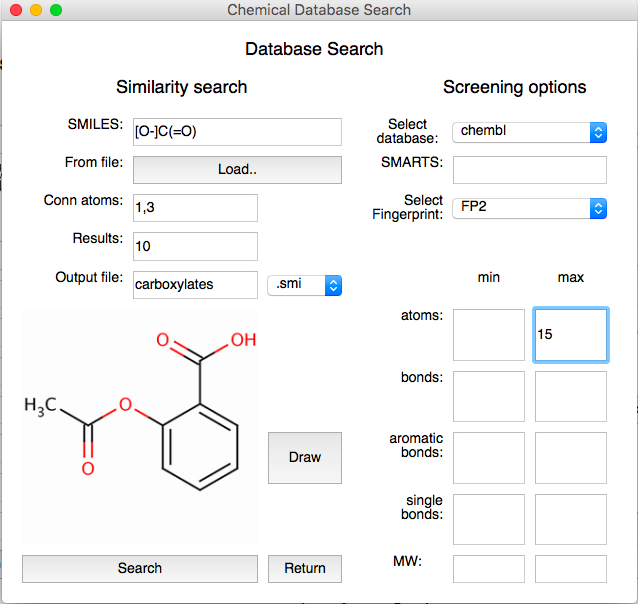 Chemical Database Search
Database Search
Similarity search
SMILES:
[O-]C(=O)
From file:
Load..
Conn atoms:
1,3
Results:
10
Output file:
carboxylates
.smi
O
OH
H3C
O
O
Draw
Search
Return
Screening options
Select
database:
chembl
SMARTS:
Select
Fingerprint:
FP2
min
max
atoms:
15
bonds:
aromatic
bonds:
single
bonds:
MW: